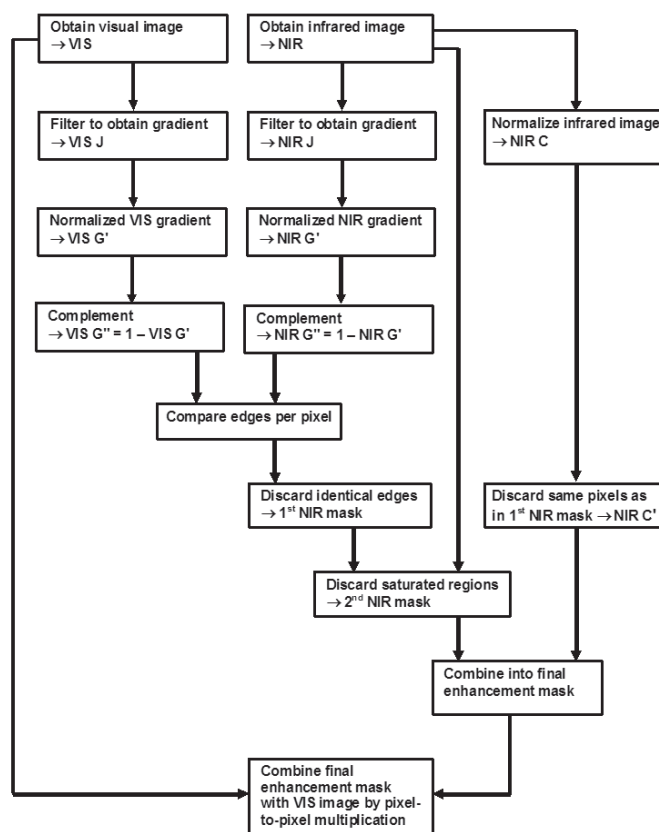 Obtain visual image
→ VIS
Obtain infrared image
→ NIR
Filter to obtain gradient
→ VIS J
Filter to obtain gradient
→ NIR J
Normalize infrared image
→ NIR C
Normalized VIS gradient
→ VIS G'
Normalized NIR gradient
→ NIR G'
Complement
→ VIS G'' = 1 – VIS G'
Complement
→ NIR G'' = 1 – NIR G'
Compare edges per pixel
Discard identical edges
→ 1st NIR mask
Discard same pixels as
in 1st NIR mask → NIR C'
Discard saturated regions
→ 2nd NIR mask
Combine into final
enhancement mask
Combine final
enhancement mask
with VIS image by pixel-
to-pixel multiplication